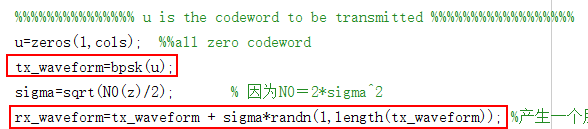 %%%%%%%%%%%%%%% u is the codeword to be transmitted %%%%%%%%%%%%%%%%%%
u=zeros(1,cols); %%all zero codeword
tx_waveform=bpsk(u);
sigma=sqrt(N0(z)/2); % 因为N0＝2*sigma^2
rx_waveform=tx_waveform + sigma*randn(1,length(tx_waveform)); %产生一个